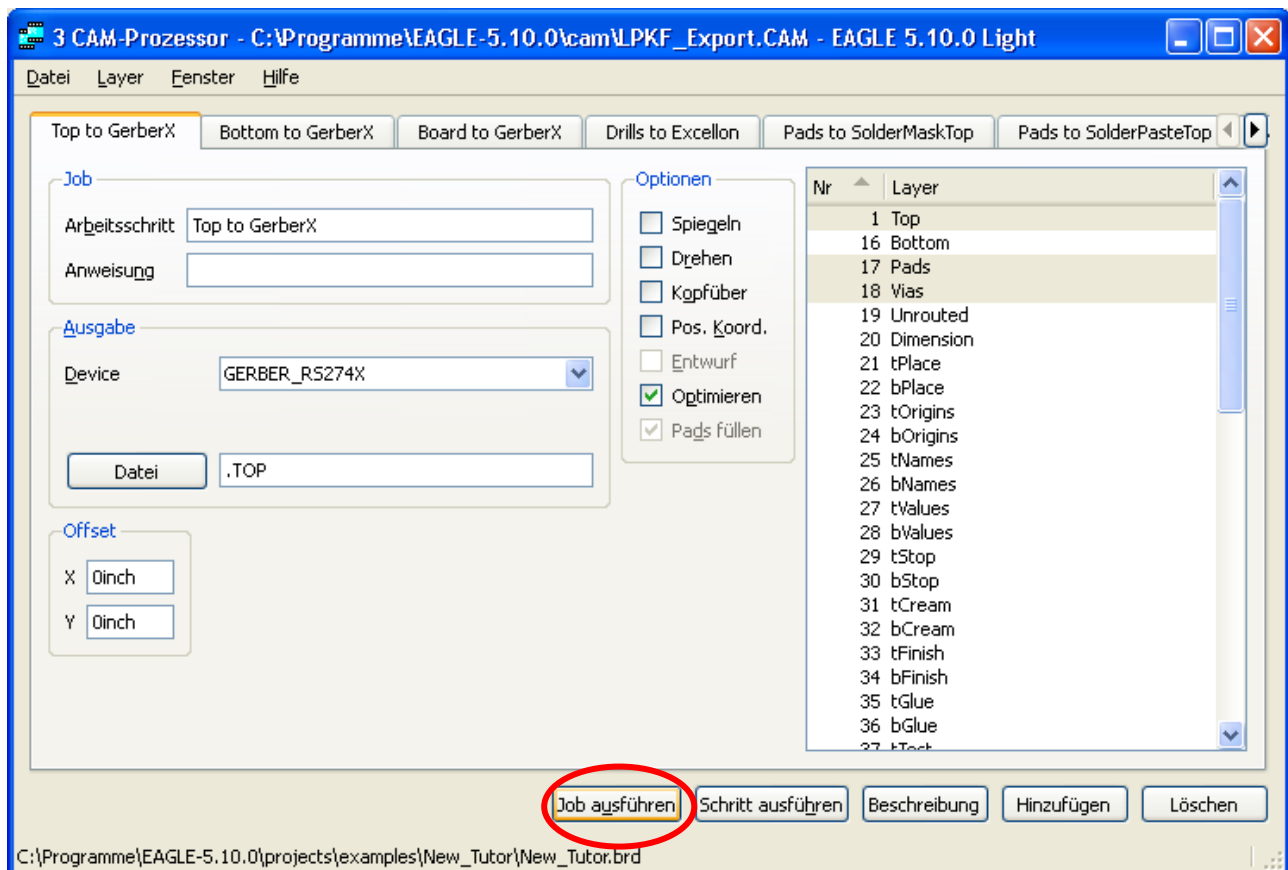 3 CAM-Prozessor - C:\Programme\EAGLE-5.10.0\cam\LPKF_Export.CAM - EAGLE 5.10.0 Light
Datei Layer Fenster Hilfe
Top to GerberX Bottom to GerberX Board to GerberX Drills to Excellon Pads to SolderMaskTop Pads to SolderPasteTop
Job
Arbeitsschritt Top to GerberX
Anweisung
Ausgabe
Device GERBER_RS274X
Datei .TOP
Offset
X 0inch
Y 0inch
Optionen
Spiegeln
Drehen
Kopfüber
Pos. Koord.
Entwurf
Optimieren
Pads füllen
Nr Layer
1 Top
16 Bottom
17 Pads
18 Vias
19 Unrouted
20 Dimension
21 tPlace
22 bPlace
23 tOrigins
24 bOrigins
25 tNames
26 bNames
27 tValues
28 bValues
29 tStop
30 bStop
31 tCream
32 bCream
33 tFinish
34 bFinish
35 tGlue
36 bGlue
37 tTest
Job ausführen Schritt ausführen Beschreibung Hinzufügen Löschen
C:\Programme\EAGLE-5.10.0\projects\examples\New_Tutor\New_Tutor.brd